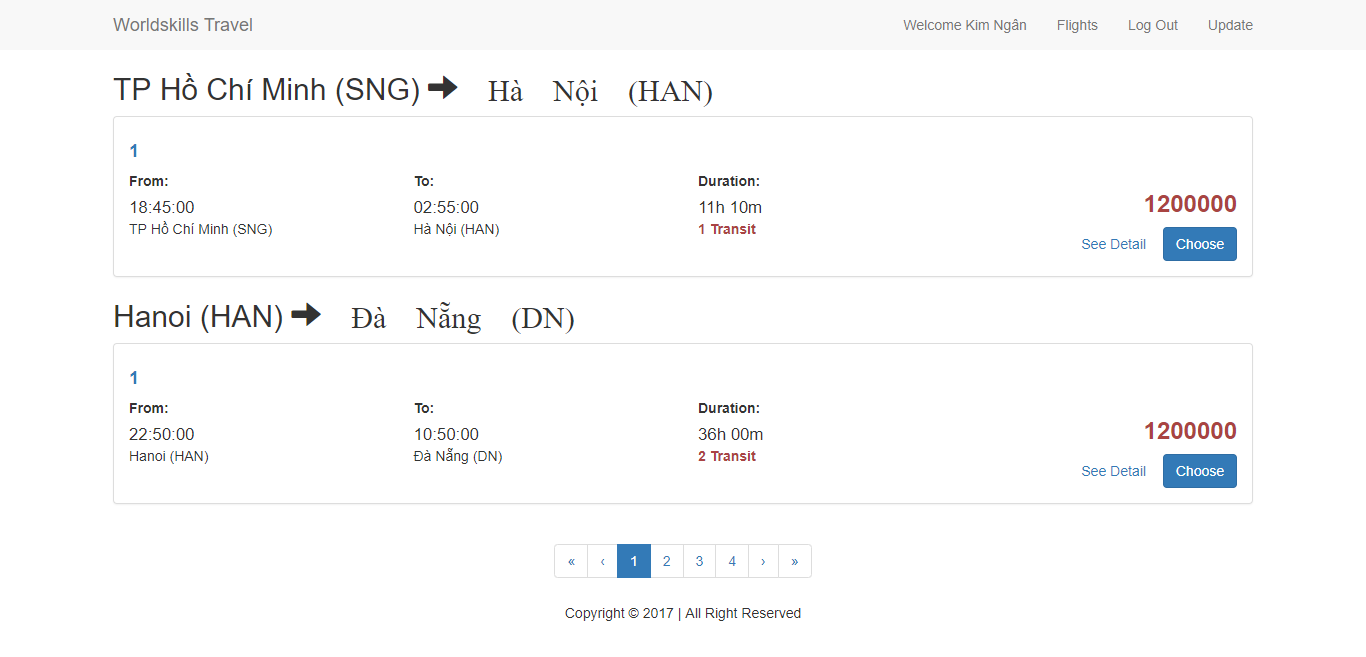 Worldskills Travel Welcome Kim Ngân Flights Log Out Update
TP Hồ Chí Minh (SNG) Hà Nội (HAN)
1
From: To: Duration:
18:45:00 02:55:00 11h 10m 1200000
TP Hồ Chí Minh (SNG) Hà Nội (HAN) 1 Transit
See Detail Choose
Hanoi (HAN) Đà Nẵng (DN)
1
From: To: Duration:
22:50:00 10:50:00 36h 00m 1200000
Hanoi (HAN) Đà Nẵng (DN) 2 Transit
See Detail Choose
« ‹ 1 2 3 4 › »
Copyright © 2017 | All Right Reserved